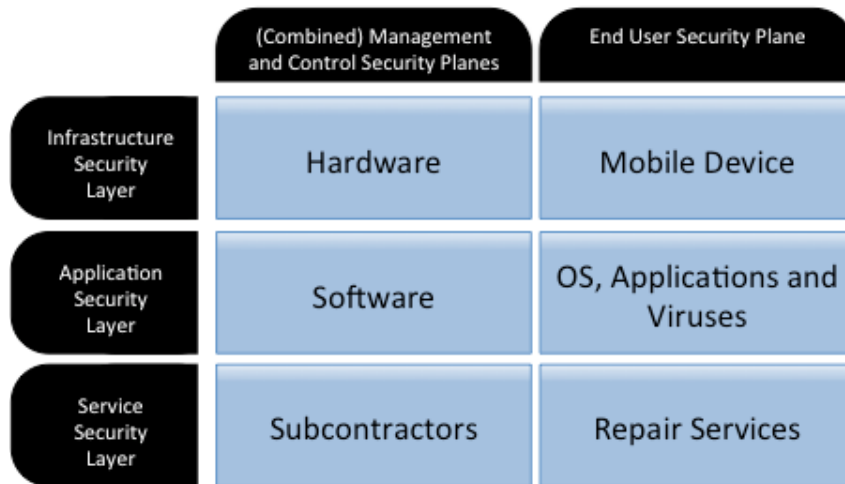 (Combined) Management
and Control Security Planes
End User Security Plane
Infrastructure
Security
Layer
Hardware
Mobile Device
Application
Security
Layer
Software
OS, Applications and
Viruses
Service
Security
Layer
Subcontractors
Repair Services